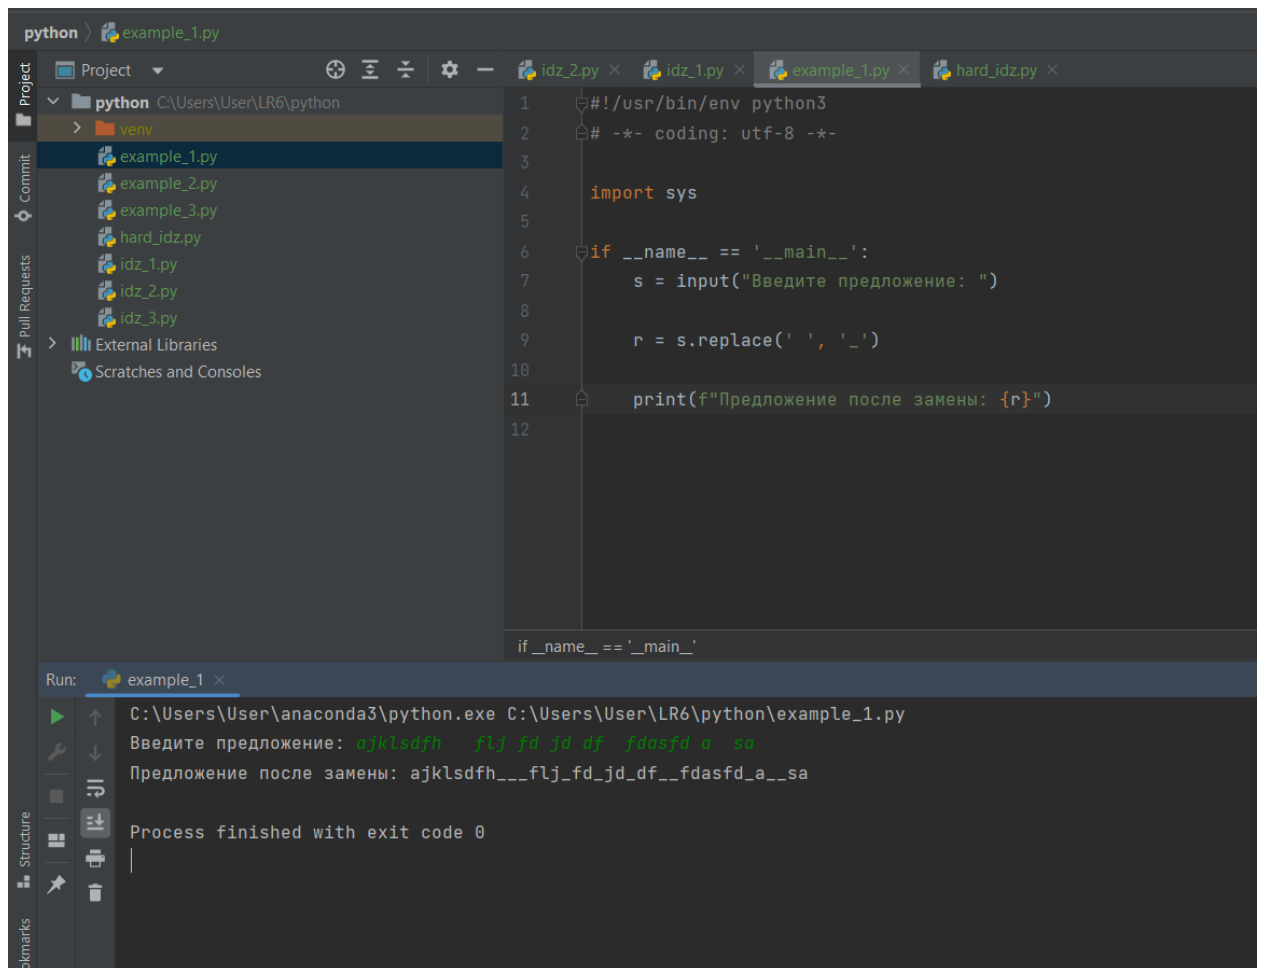 python example_1.py
Project
idz_2.py idz_1.py example_1.py hard_idz.py
Project
Commit
Pull Requests
Structure
python C:\Users\User\LR6\python
venv
example_1.py
example_2.py
example_3.py
hard_idz.py
idz_1.py
idz_2.py
idz_3.py
External Libraries
Scratches and Consoles
1 #!/usr/bin/env python3
2 # -*- coding: utf-8 -*-
3
4 import sys
5
6 if __name__ == '__main__':
7 s = input("Введите предложение: ")
8
9 r = s.replace(' ', '_')
10
11 print(f"Предложение после замены: {r}")
12
if __name__ == '__main__'
Run: example_1
C:\Users\User\anaconda3\python.exe C:\Users\User\LR6\python\example_1.py
Введите предложение: ajklsdfh   flj fd jd df  fdasfd a  sa
Предложение после замены: ajklsdfh___flj_fd_jd_df__fdasfd_a__sa
Process finished with exit code 0